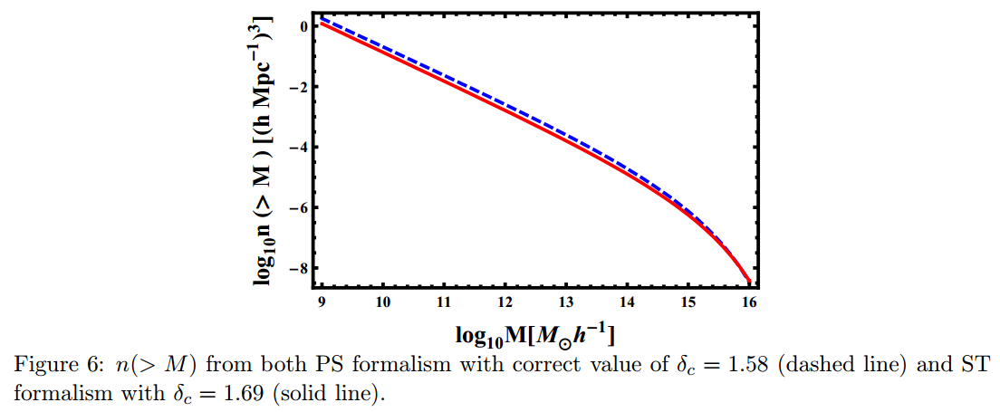 log₁₀n (> M ) [(h Mpc⁻¹)³]
0
−2
−4
−6
−8
9 10 11 12 13 14 15 16
log₁₀M[M⊙h⁻¹]
Figure 6: n(> M) from both PS formalism with correct value of δc = 1.58 (dashed line) and ST
formalism with δc = 1.69 (solid line).